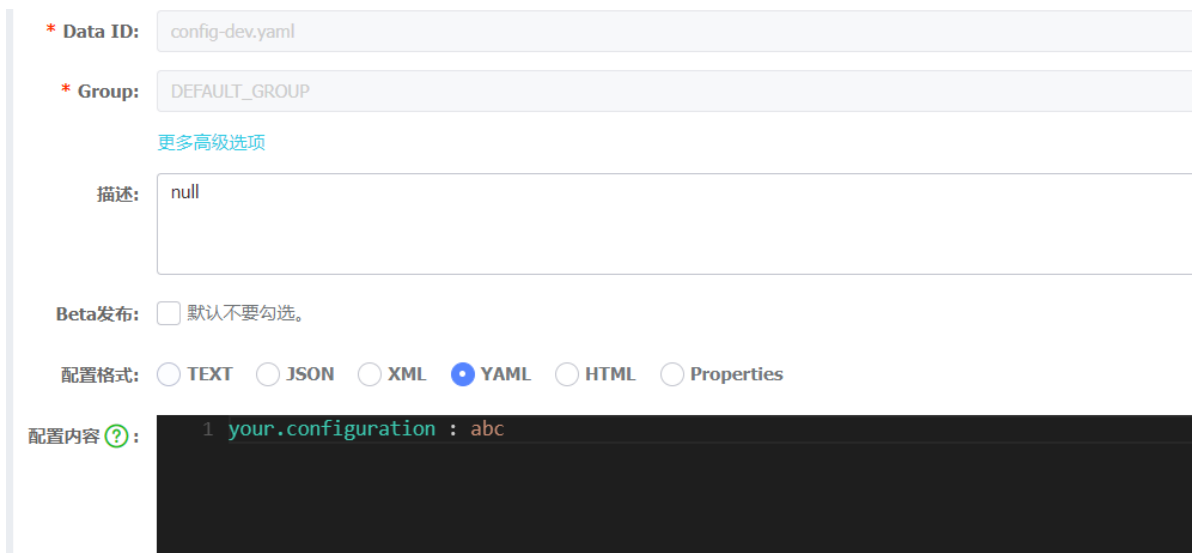 * Data ID: config-dev.yaml
* Group: DEFAULT_GROUP
更多高级选项
描述: null
Beta发布: 默认不要勾选。
配置格式: TEXT JSON XML YAML HTML Properties
配置内容 ? :
1 your.configuration : abc